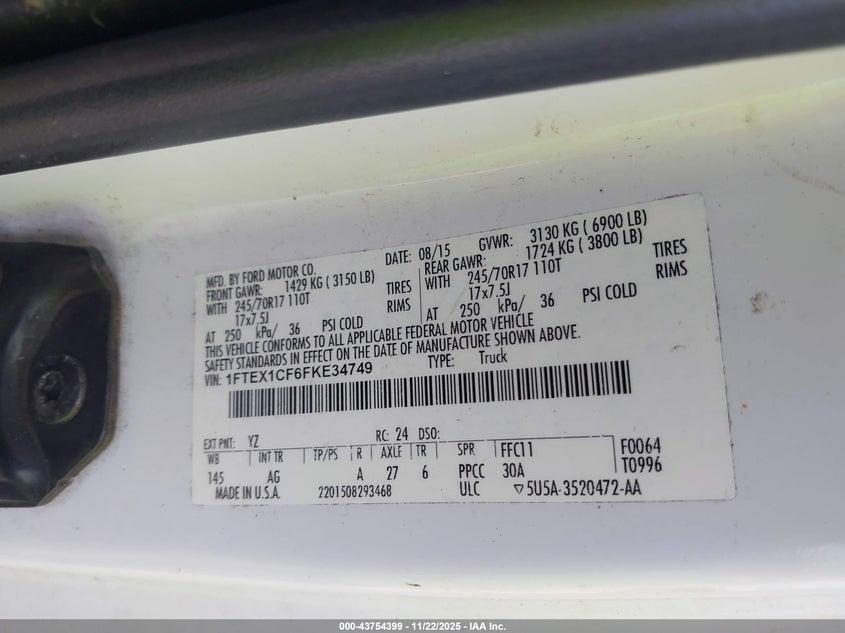 MFD. BY FORD MOTOR CO. DATE: 08/15 GVWR: 3130 KG ( 6900 LB)
FRONT GAWR: 1429 KG ( 3150 LB) REAR GAWR: 1724 KG ( 3800 LB)
WITH 245/70R17 110T TIRES WITH 245/70R17 110T TIRES
17x7.5J RIMS 17x7.5J RIMS
AT 250 kPa/ 36 PSI COLD AT 250 kPa/ 36 PSI COLD
THIS VEHICLE CONFORMS TO ALL APPLICABLE FEDERAL MOTOR VEHICLE
SAFETY STANDARDS IN EFFECT ON THE DATE OF MANUFACTURE SHOWN ABOVE.
VIN: 1FTEX1CF6FKE34749 TYPE: Truck
EXT PNT: YZ RC: 24 DSO:
WB INT TR TP/PS R AXLE TR SPR FFC11 F0064
145 AG A 27 6 PPCC 30A T0996
MADE IN U.S.A. 2201508293468 ULC ▽5U5A-3520472-AA
000-43754399 - 11/22/2025 - IAA Inc.